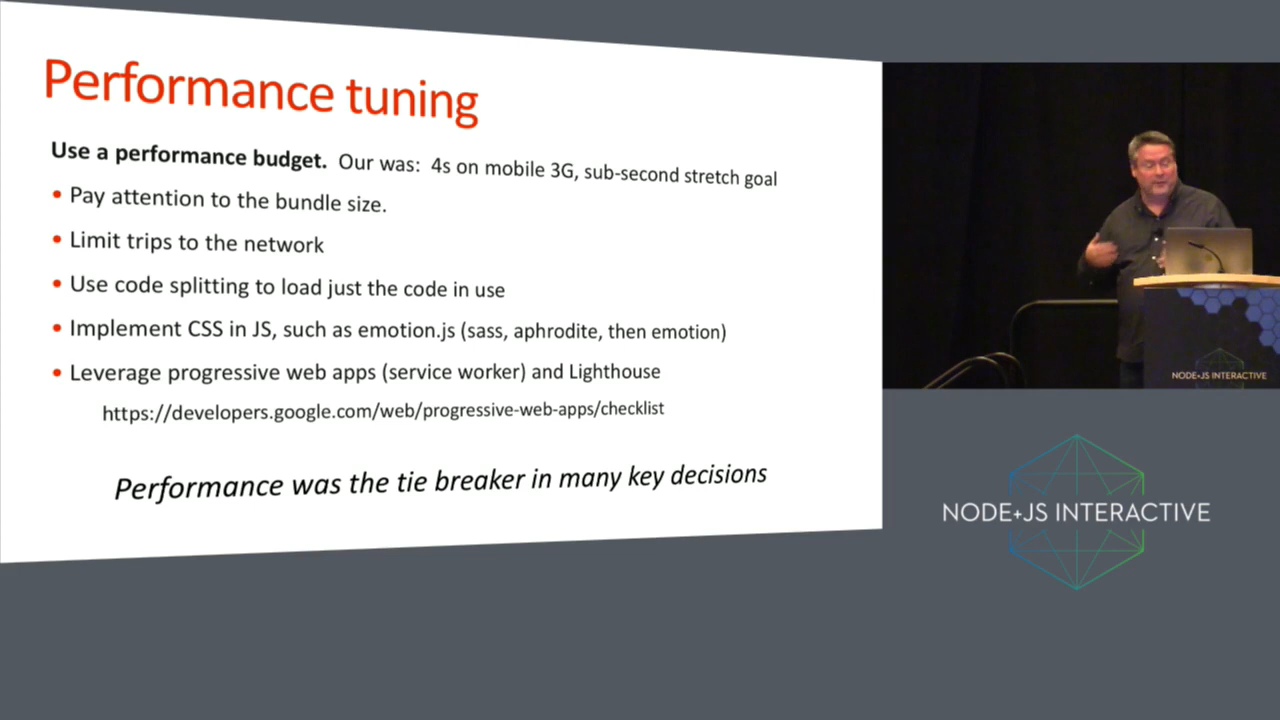 Performance tuning
Use a performance budget. Our was: 4s on mobile 3G, sub-second stretch goal
• Pay attention to the bundle size.
• Limit trips to the network
• Use code splitting to load just the code in use
• Implement CSS in JS, such as emotion.js (sass, aphrodite, then emotion)
• Leverage progressive web apps (service worker) and Lighthouse
https://developers.google.com/web/progressive-web-apps/checklist
Performance was the tie breaker in many key decisions
NODE+JS INTERACTIVE
NODE+JS INTERACTIVE